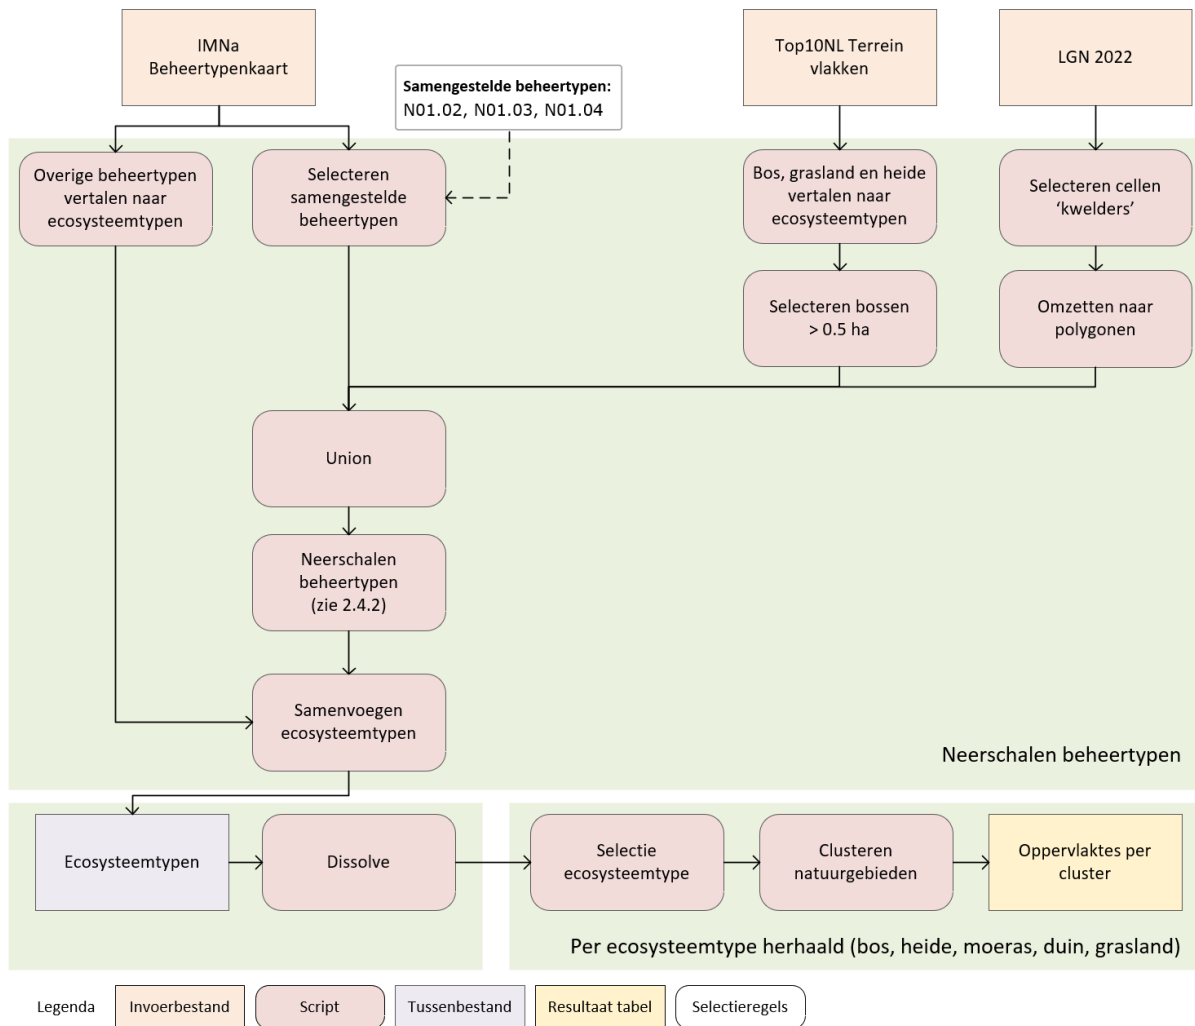 IMNa
Beheertypenkaart
Top10NL Terrein
vlakken
LGN 2022
Samengestelde beheertypen:
N01.02, N01.03, N01.04
Overige beheertypen
vertalen naar
ecosysteemtypen
Selecteren
samengestelde
beheertypen
Bos, grasland en heide
vertalen naar
ecosysteemtypen
Selecteren cellen
‘kwelders’
Selecteren bossen
> 0.5 ha
Omzetten naar
polygonen
Union
Neerschalen
beheertypen
(zie 2.4.2)
Samenvoegen
ecosysteemtypen
Neerschalen beheertypen
Ecosysteemtypen
Dissolve
Selectie
ecosysteemtype
Clusteren
natuurgebieden
Oppervlaktes per
cluster
Per ecosysteemtype herhaald (bos, heide, moeras, duin, grasland)
Legenda
Invoerbestand
Script
Tussenbestand
Resultaat tabel
Selectieregels